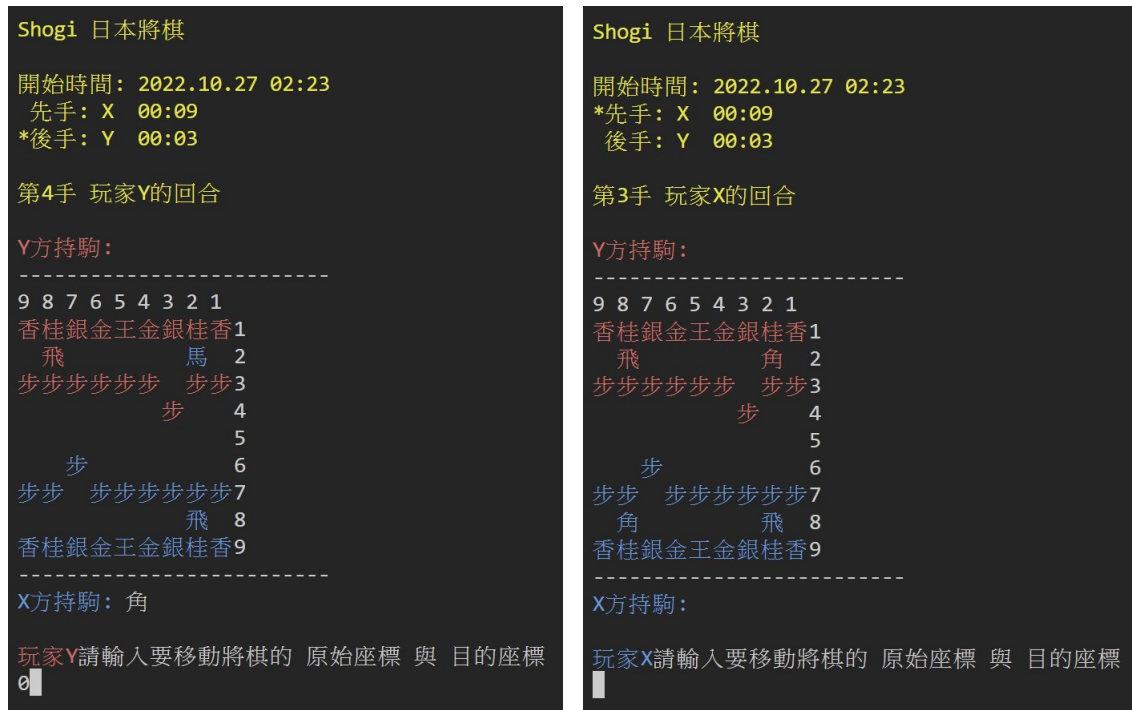 Shogi 日本將棋
開始時間: 2022.10.27 02:23
先手: X 00:09
*後手: Y 00:03
第4手 玩家Y的回合
Y方持駒:
--------------------------
9 8 7 6 5 4 3 2 1
香桂銀金王金銀桂香1
飛 馬 2
步步步步步步 步步3
步 4
5
步 6
步步 步步步步步步7
飛 8
香桂銀金王金銀桂香9
--------------------------
X方持駒: 角
玩家Y請輸入要移動將棋的 原始座標 與 目的座標
0
Shogi 日本將棋
開始時間: 2022.10.27 02:23
*先手: X 00:09
後手: Y 00:03
第3手 玩家X的回合
Y方持駒:
--------------------------
9 8 7 6 5 4 3 2 1
香桂銀金王金銀桂香1
飛 角 2
步步步步步步 步步3
步 4
5
步 6
步步 步步步步步步7
角 飛 8
香桂銀金王金銀桂香9
--------------------------
X方持駒:
玩家X請輸入要移動將棋的 原始座標 與 目的座標